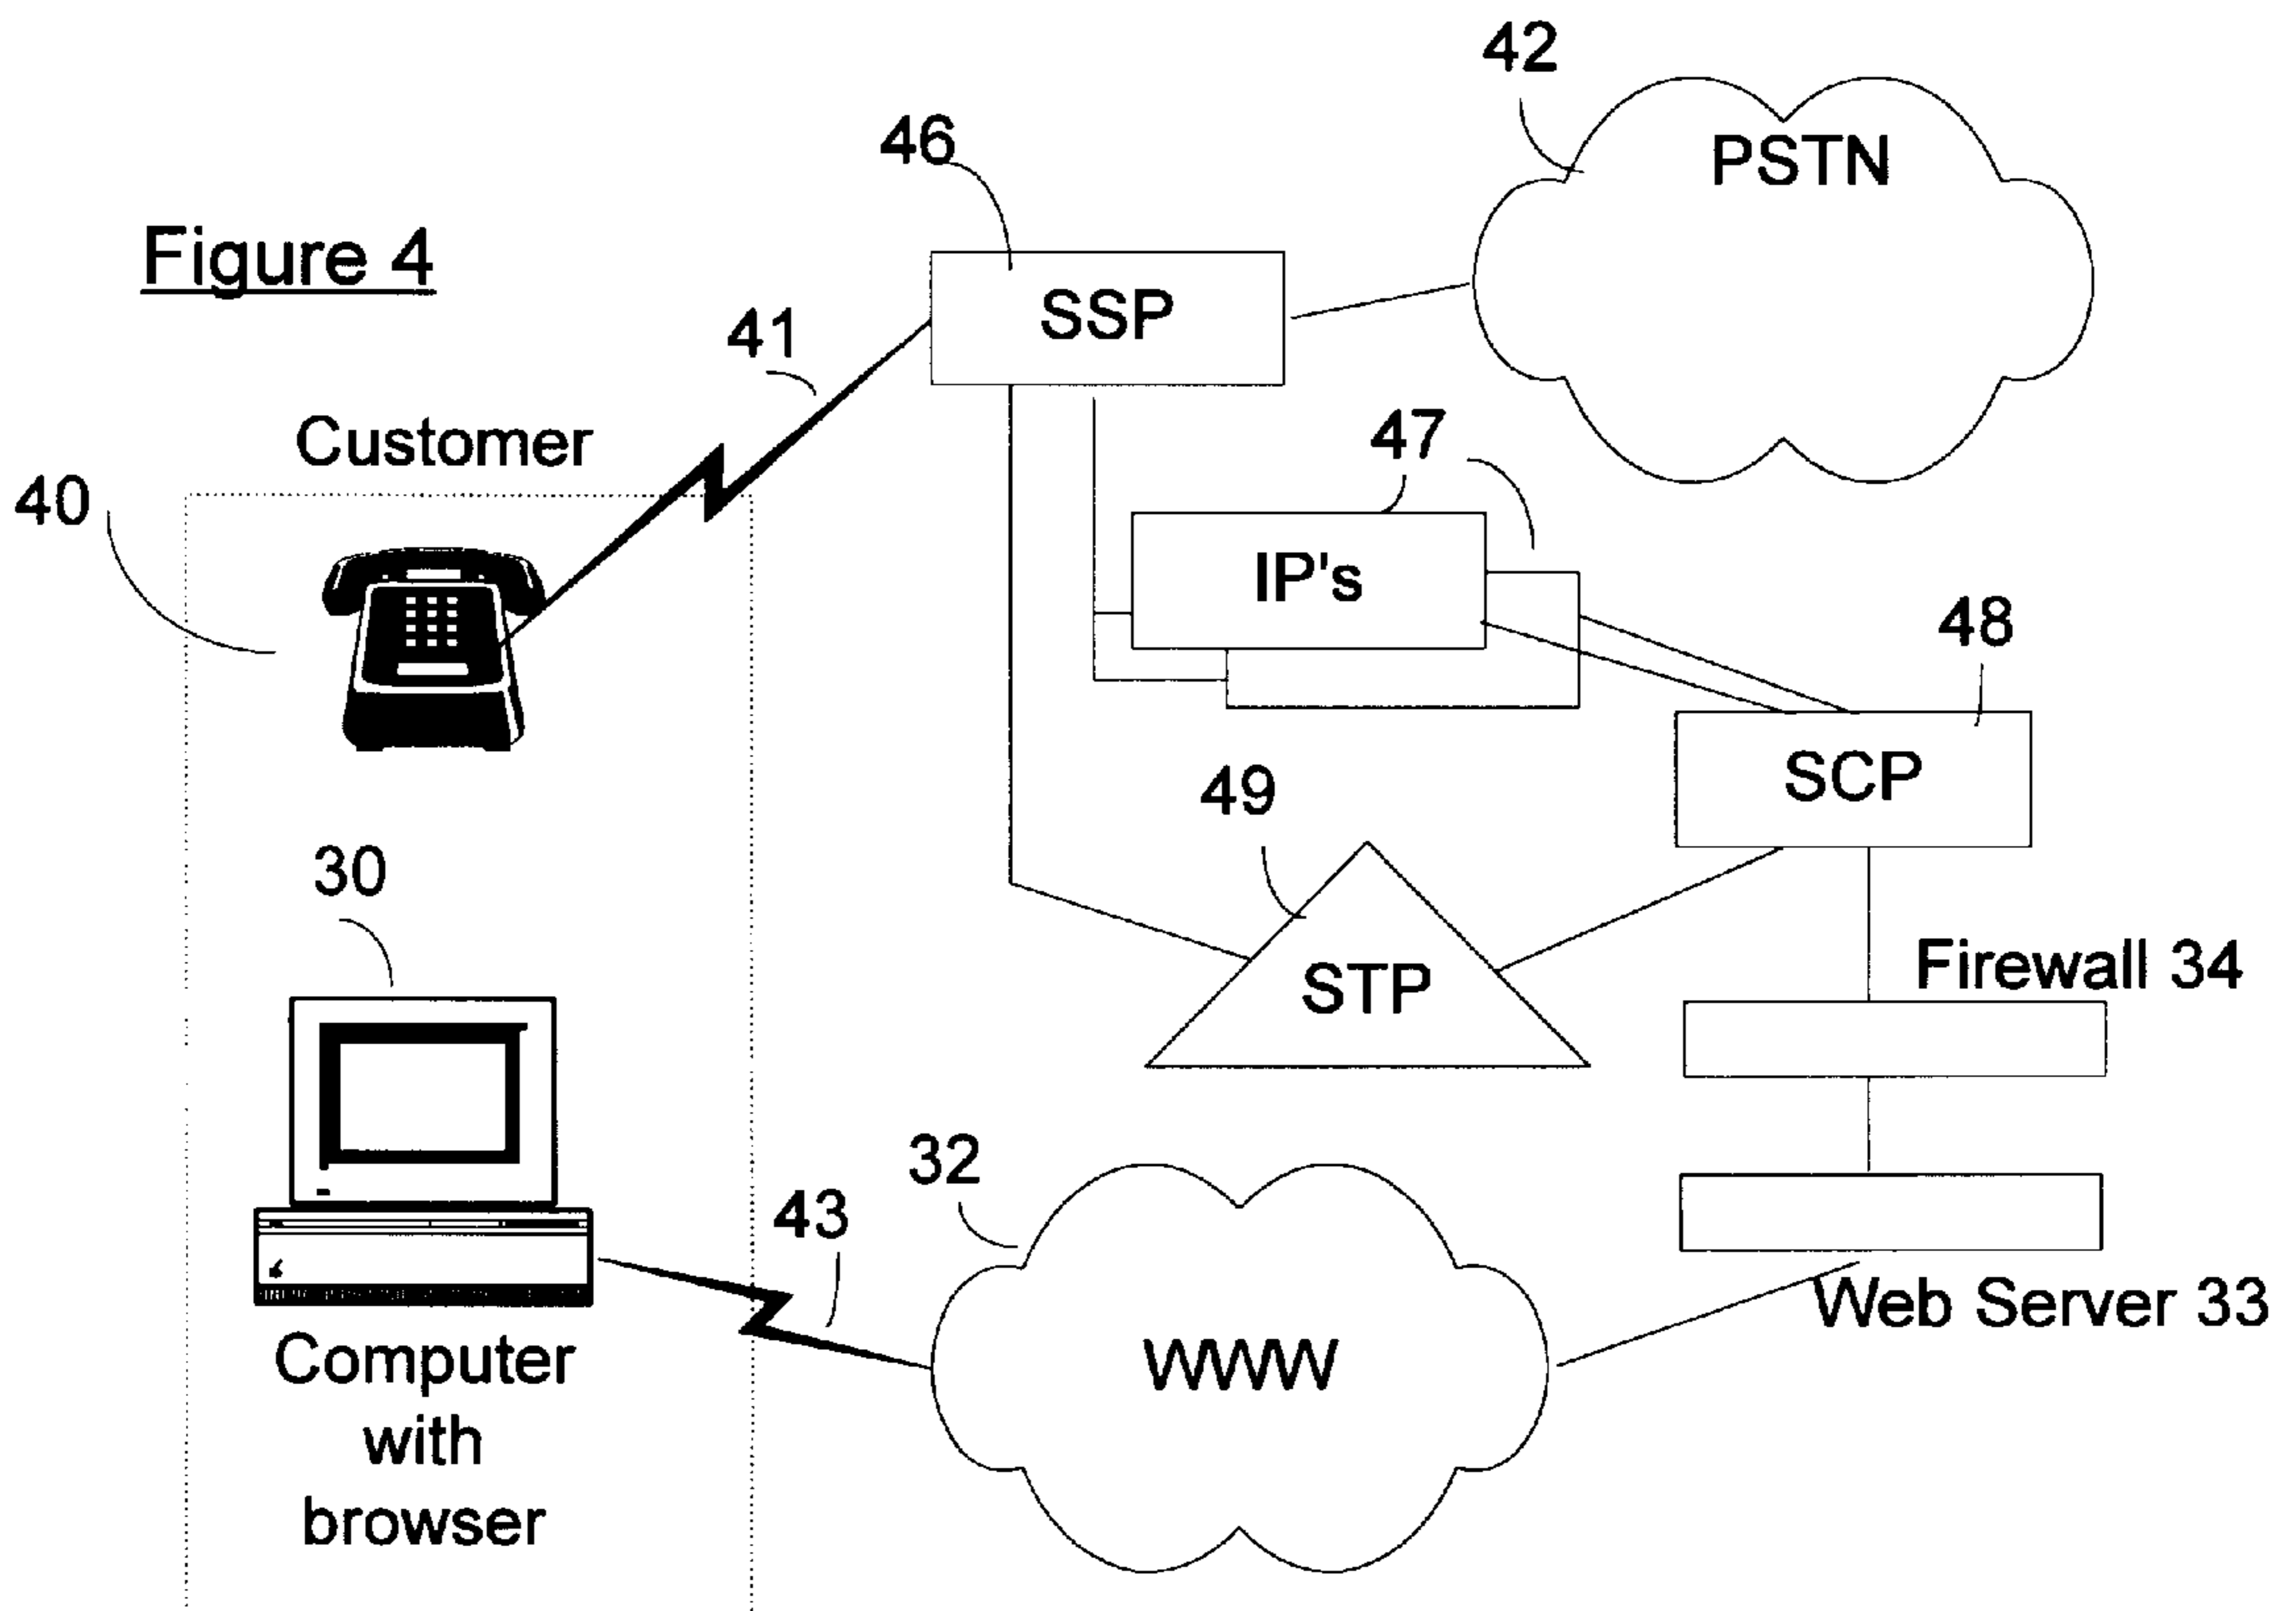 42
PSTN
46
Figure 4
SSP
41
Customer
47
40
IP's
48
SCP
49
30
Firewall 34
STP
32
43
Web Server 33
WWW
Computer
with
browser